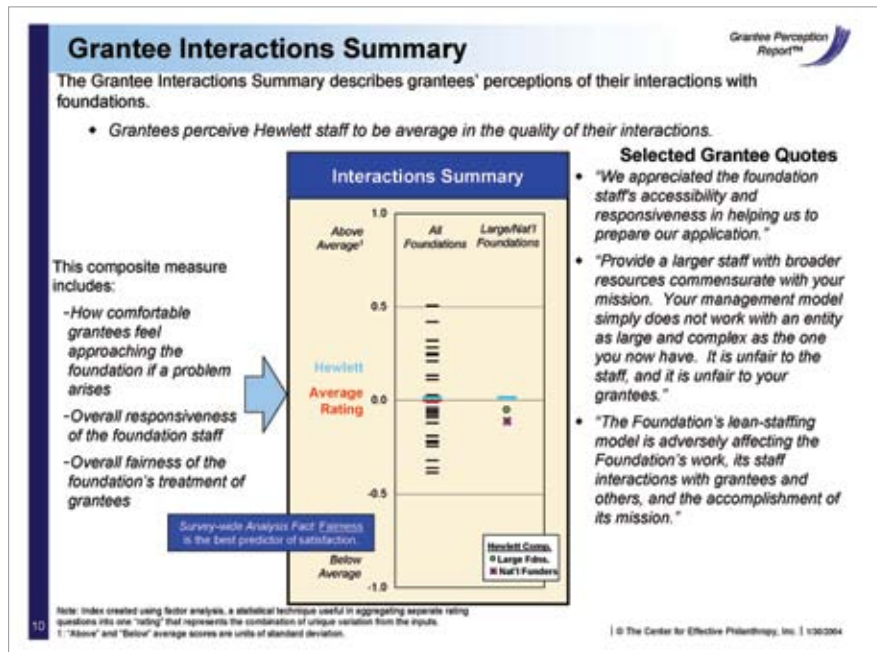 Grantee Interactions Summary
Grantee Perception
Report™
The Grantee Interactions Summary describes grantees' perceptions of their interactions with
foundations.
• Grantees perceive Hewlett staff to be average in the quality of their interactions.
This composite measure
includes:
-How comfortable
grantees feel
approaching the
foundation if a problem
arises
-Overall responsiveness
of the foundation staff
-Overall fairness of the
foundation's treatment of
grantees
Interactions Summary
1.0
Above
Average¹
All
Foundations
Large/Nat'l
Foundations
0.5
Hewlett
Average
Rating
0.0
-0.5
Survey-wide Analysis Fact: Fairness
is the best predictor of satisfaction.
Below
Average
-1.0
Hewlett Comp.
Large Fdns.
Nat'l Funders
Selected Grantee Quotes
• "We appreciated the foundation
staff's accessibility and
responsiveness in helping us to
prepare our application."
• "Provide a larger staff with broader
resources commensurate with your
mission. Your management model
simply does not work with an entity
as large and complex as the one
you now have. It is unfair to the
staff, and it is unfair to your
grantees."
• "The Foundation's lean-staffing
model is adversely affecting the
Foundation's work, its staff
interactions with grantees and
others, and the accomplishment of
its mission."
Note: Index created using factor analysis, a statistical technique useful in aggregating separate rating
questions into one "rating" that represents the combination of unique variation from the inputs.
1: "Above" and "Below" average scores are units of standard deviation.
10
| © The Center for Effective Philanthropy, Inc. | 1/30/2004